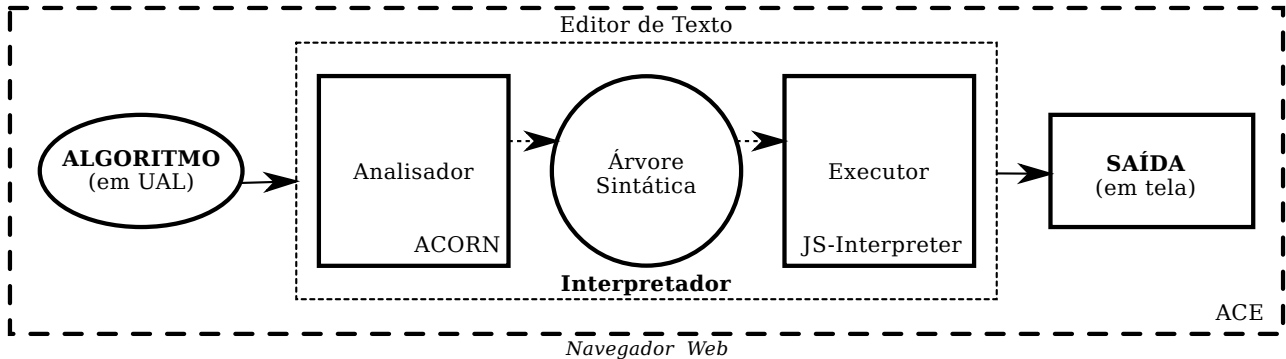 Editor de Texto
ALGORITMO
(em UAL)
Analisador
ACORN
Árvore
Sintática
Executor
JS-Interpreter
Interpretador
SAÍDA
(em tela)
ACE
Navegador Web